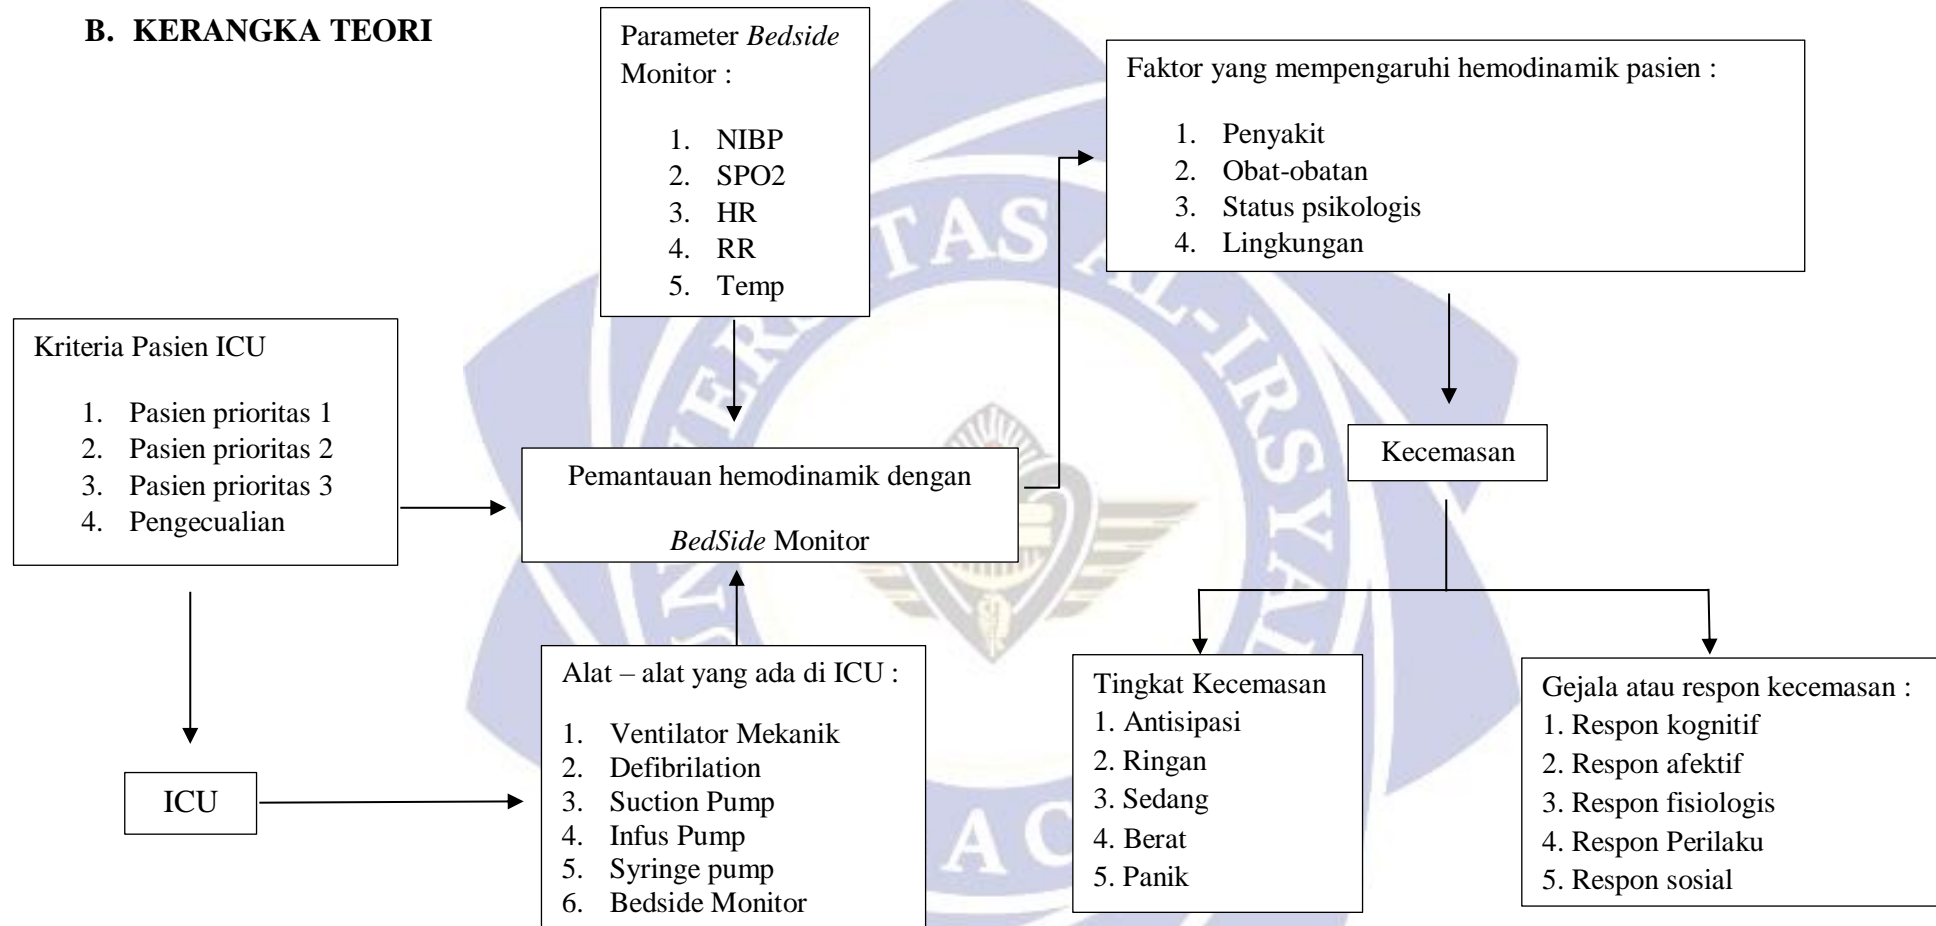 B. KERANGKA TEORI
Parameter Bedside
Monitor :
1. NIBP
2. SPO2
3. HR
4. RR
5. Temp
Faktor yang mempengaruhi hemodinamik pasien :
1. Penyakit
2. Obat-obatan
3. Status psikologis
4. Lingkungan
Kriteria Pasien ICU
1. Pasien prioritas 1
2. Pasien prioritas 2
3. Pasien prioritas 3
4. Pengecualian
Pemantauan hemodinamik dengan
BedSide Monitor
Kecemasan
ICU
Alat – alat yang ada di ICU :
1. Ventilator Mekanik
2. Defibrilation
3. Suction Pump
4. Infus Pump
5. Syringe pump
6. Bedside Monitor
Tingkat Kecemasan
1. Antisipasi
2. Ringan
3. Sedang
4. Berat
5. Panik
Gejala atau respon kecemasan :
1. Respon kognitif
2. Respon afektif
3. Respon fisiologis
4. Respon Perilaku
5. Respon sosial